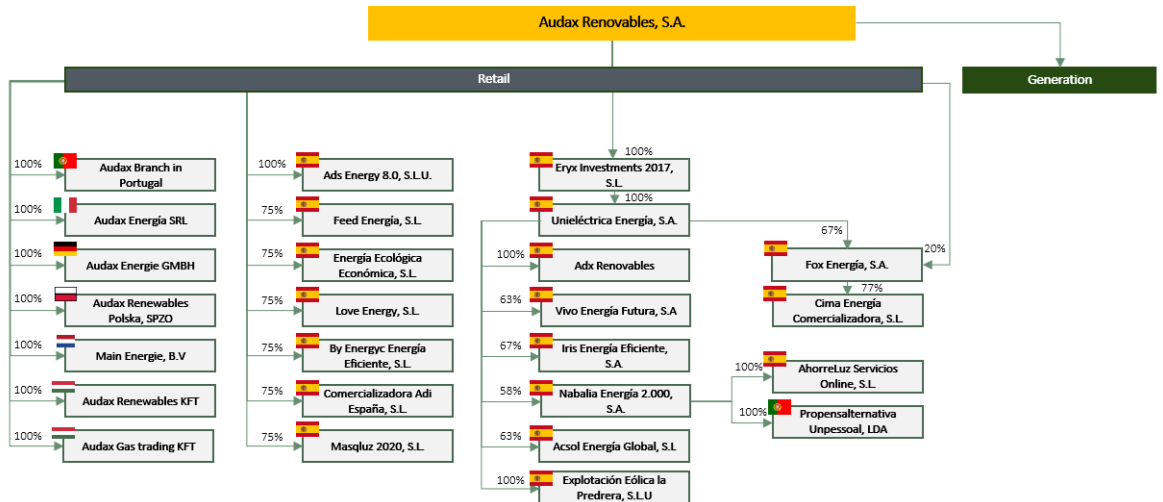 Audax Renovables, S.A.
Retail
Generation
100%
Audax Branch in
Portugal
100%
Audax Energía SRL
100%
Audax Energie GMBH
100%
Audax Renewables
Polska, SPZO
100%
Main Energie, B.V
100%
Audax Renewables KFT
100%
Audax Gas trading KFT
100%
Ads Energy 8.0, S.L.U.
75%
Feed Energía, S.L.
75%
Energía Ecológica
Económica, S.L.
75%
Love Energy, S.L.
75%
By Energyc Energía
Eficiente, S.L.
75%
Comercializadora Adi
España, S.L.
75%
Masqluz 2020, S.L.
100%
Eryx Investments 2017,
S.L.
100%
Unieléctrica Energía, S.A.
100%
Adx Renovables
63%
Vivo Energía Futura, S.A
67%
Iris Energía Eficiente,
S.A.
58%
Nabalia Energía 2.000,
S.A.
63%
Acsol Energía Global, S.L
100%
Explotación Eólica la
Predrera, S.L.U
67%
20%
Fox Energía, S.A.
77%
Cima Energía
Comercializadora, S.L.
100%
AhorreLuz Servicios
Online, S.L.
100%
Propensalternativa
Unpessoal, LDA